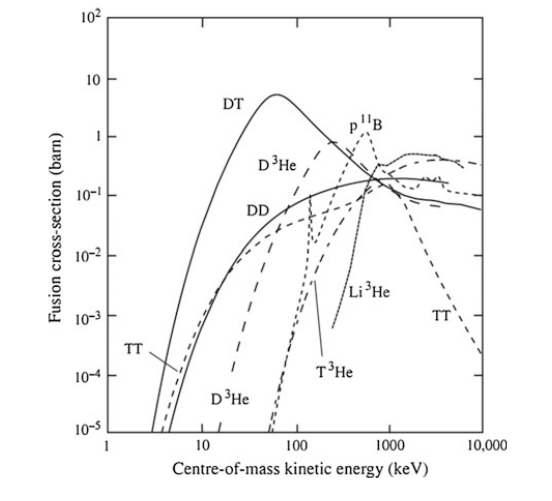 10²
10
1
10⁻¹
10⁻²
10⁻³
10⁻⁴
10⁻⁵
Fusion cross-section (barn)
DT
p ¹¹B
D ³He
DD
Li ³He
TT
TT
T ³He
D ³He
1 10 100 1000 10,000
Centre-of-mass kinetic energy (keV)